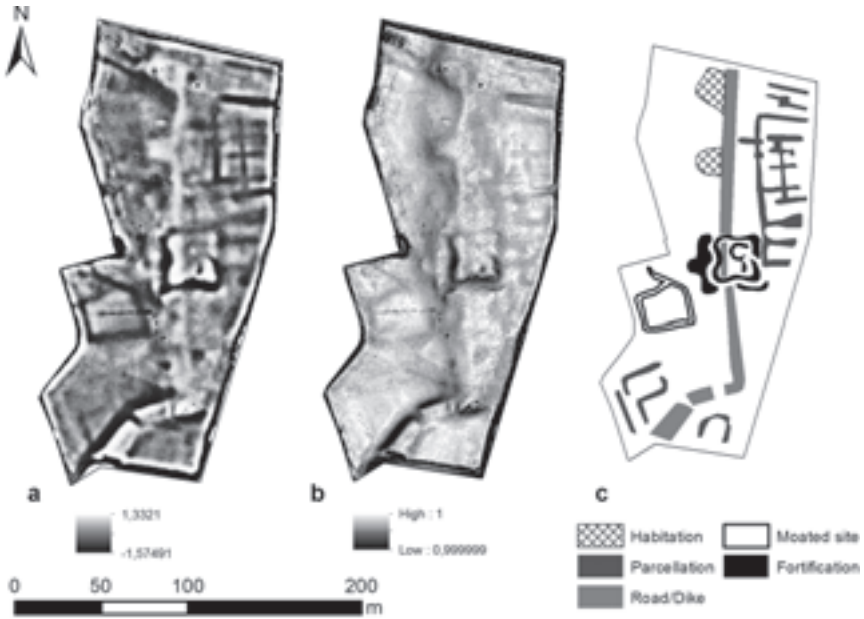 N
a
b
c
1,3321
-1,57491
High : 1
Low : 0,999999
Habitation
Moated site
Parcellation
Fortification
Road/Dike
0 50 100 200
m